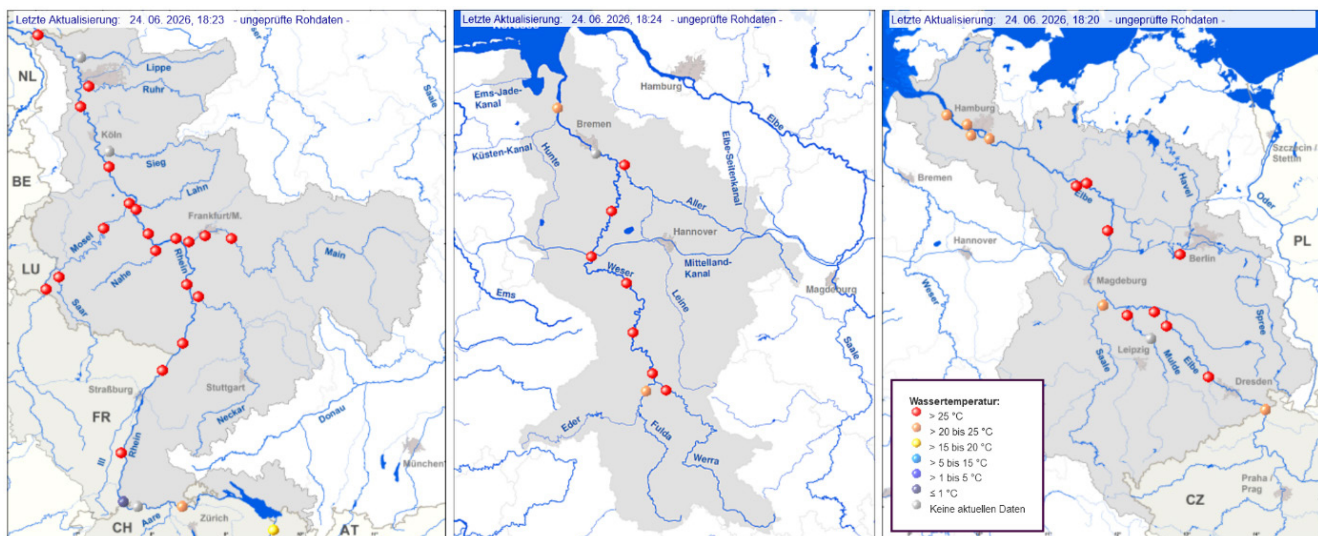 Letzte Aktualisierung: 24. 06. 2026, 18:23 - ungeprüfte Rohdaten -
NL
Lippe
Ruhr
Saale
Köln
Sieg
BE
Lahn
Frankfurt/M.
Mosel
Main
Rhein
LU
Nahe
Saar
Straßburg
Stuttgart
FR
Neckar
Donau
Ill
Rhein
München
CH
Aare
Zürich
AT
Letzte Aktualisierung: 24. 06. 2026, 18:24 - ungeprüfte Rohdaten -
Hamburg
Ems-Jade-
Kanal
Bremen
Elbe
Küsten-Kanal
Hunte
Elbe-Seitenkanal
Aller
Hannover
Weser
Mittelland-
Kanal
Magdeburg
Ems
Leine
Saale
Eder
Fulda
Werra
Letzte Aktualisierung: 24. 06. 2026, 18:20 - ungeprüfte Rohdaten -
Hamburg
Szczecin /
Stettin
Bremen
Havel
Elbe
Oder
PL
Hannover
Berlin
Weser
Magdeburg
Spree
Leipzig
Saale
Mulde
Elbe
Dresden
CZ
Praha /
Prag
Wassertemperatur:
> 25 °C
> 20 bis 25 °C
> 15 bis 20 °C
> 5 bis 15 °C
> 1 bis 5 °C
≤ 1 °C
Keine aktuellen Daten